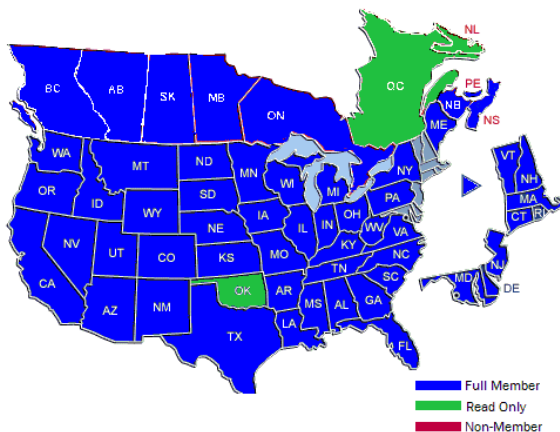 NL
QC
PE
NB
NS
ME
BC
AB
SK
MB
ON
WA
MT
ND
MN
OR
ID
WY
SD
WI
MI
NY
VT
NH
MA
CT
RI
NV
UT
CO
NE
IA
IL
IN
OH
PA
NJ
MD
DE
CA
AZ
NM
KS
MO
KY
WV
VA
NC
TN
SC
OK
AR
MS
AL
GA
TX
LA
FL
Full Member
Read Only
Non-Member